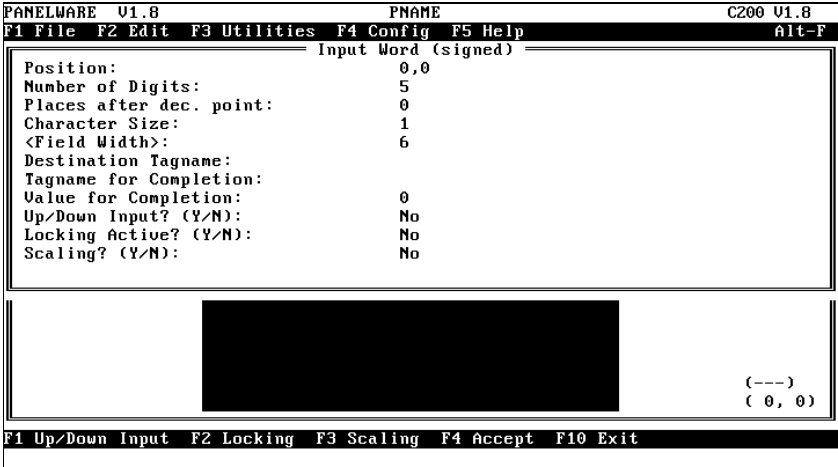 PANELWARE V1.8 PNAME C200 V1.8
F1 File F2 Edit F3 Utilities F4 Config F5 Help Alt-F
Input Word (signed)
Position: 0,0
Number of Digits: 5
Places after dec. point: 0
Character Size: 1
<Field Width>: 6
Destination Tagname:
Tagname for Completion:
Value for Completion: 0
Up/Down Input? (Y/N): No
Locking Active? (Y/N): No
Scaling? (Y/N): No
(---)
( 0, 0)
F1 Up/Down Input F2 Locking F3 Scaling F4 Accept F10 Exit